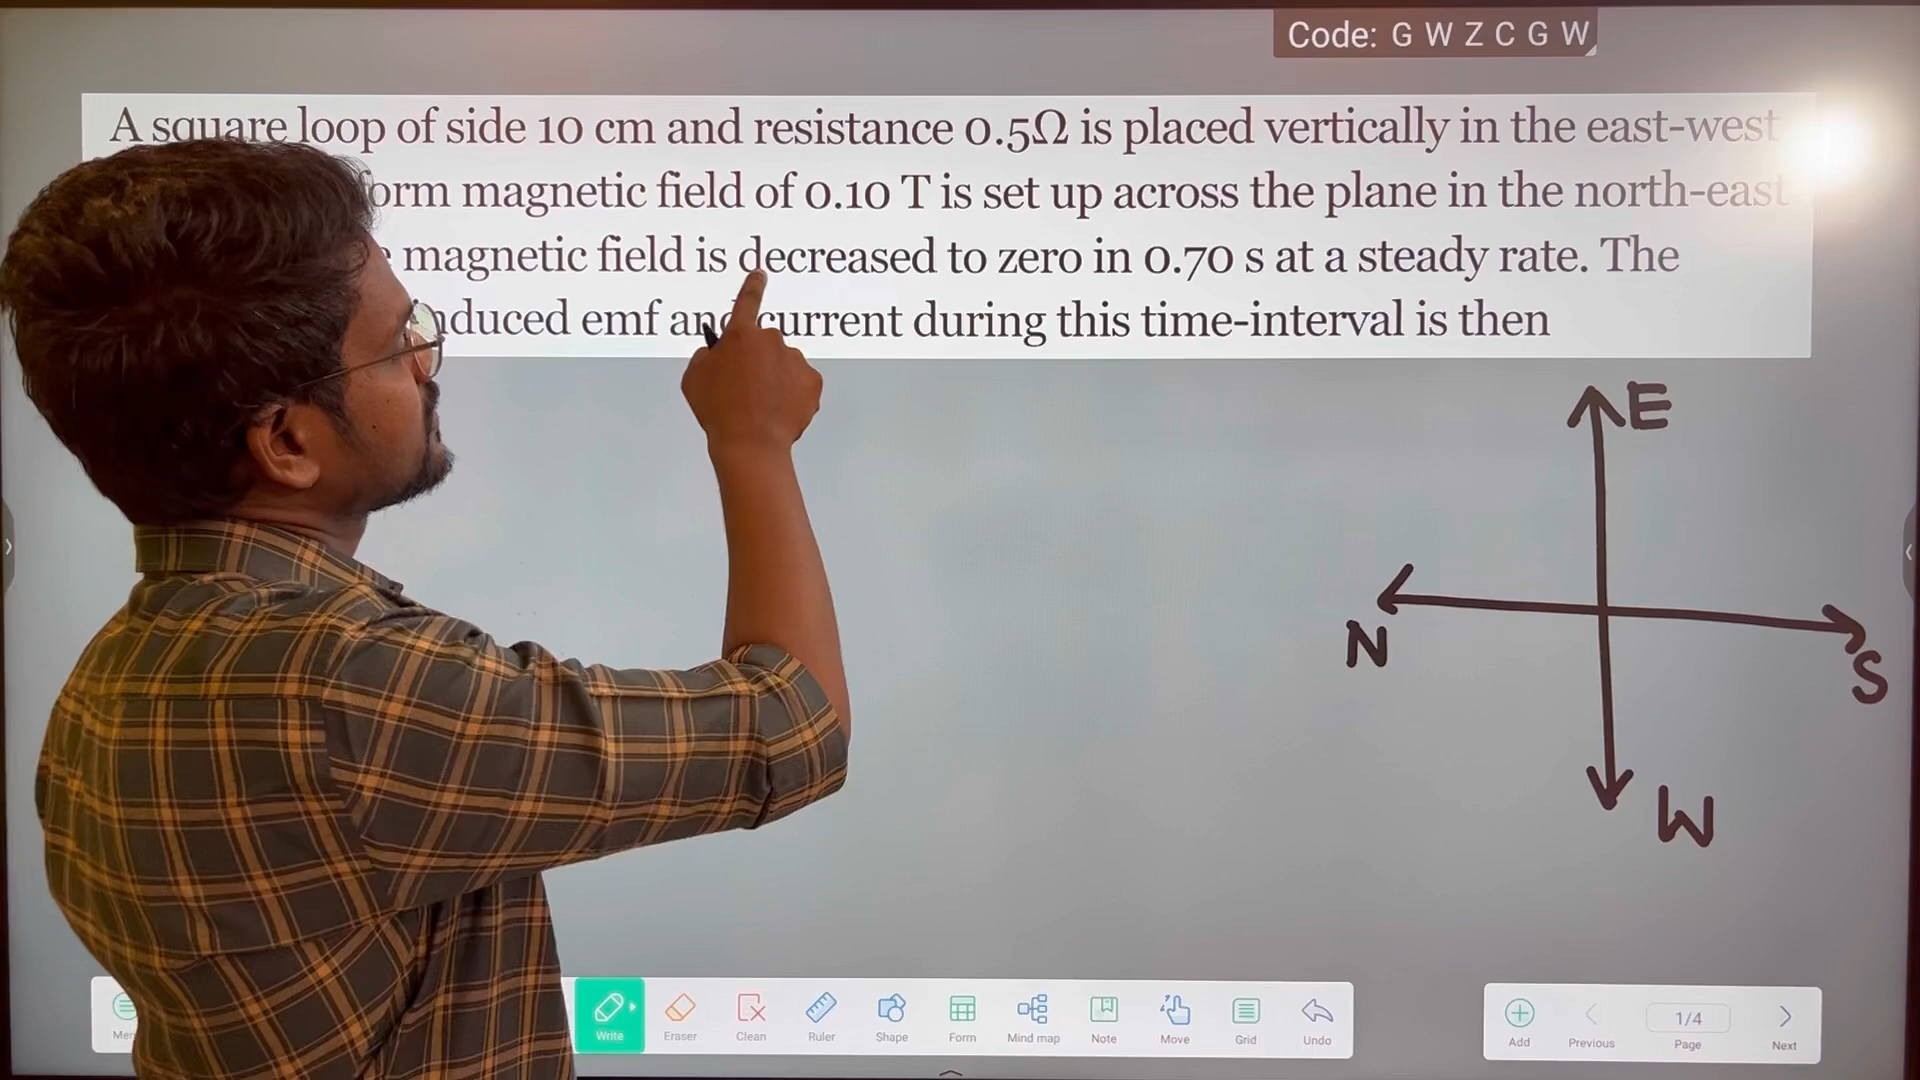 Code: G W Z C G W
A square loop of side 10 cm and resistance 0.5Ω is placed vertically in the east-west
magnetic field of 0.10 T is set up across the plane in the north-east
magnetic field is decreased to zero in 0.70 s at a steady rate. The
emf and current during this time-interval is then
E
N
S
W
Write
Eraser
Clean
Ruler
Shape
Form
Mind map
Note
Move
Grid
Undo
Add
Previous
1/4
Page
Next